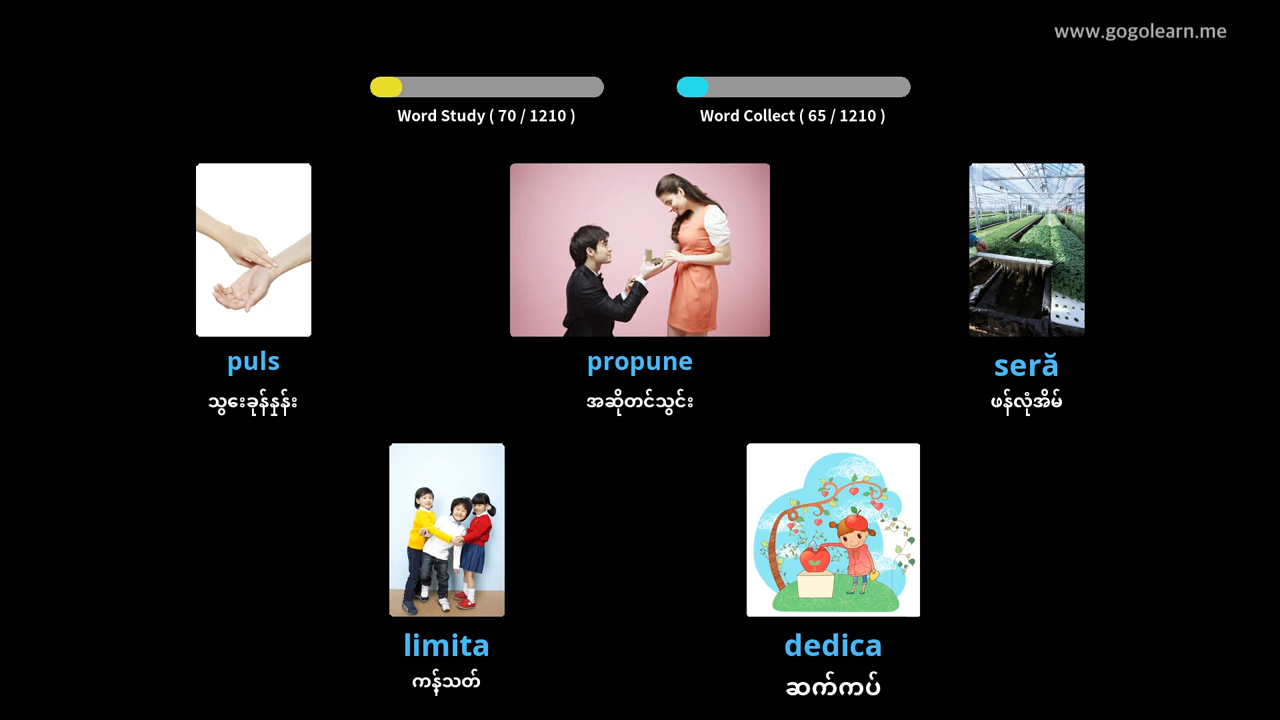 www.gogolearn.me
Word Study ( 70 / 1210 )
Word Collect ( 65 / 1210 )
puls
သွေးခုန်နှုန်း
propune
အဆိုတင်သွင်း
seră
ဖန်လုံအိမ်
limita
ကန့်သတ်
dedica
ဆက်ကပ်